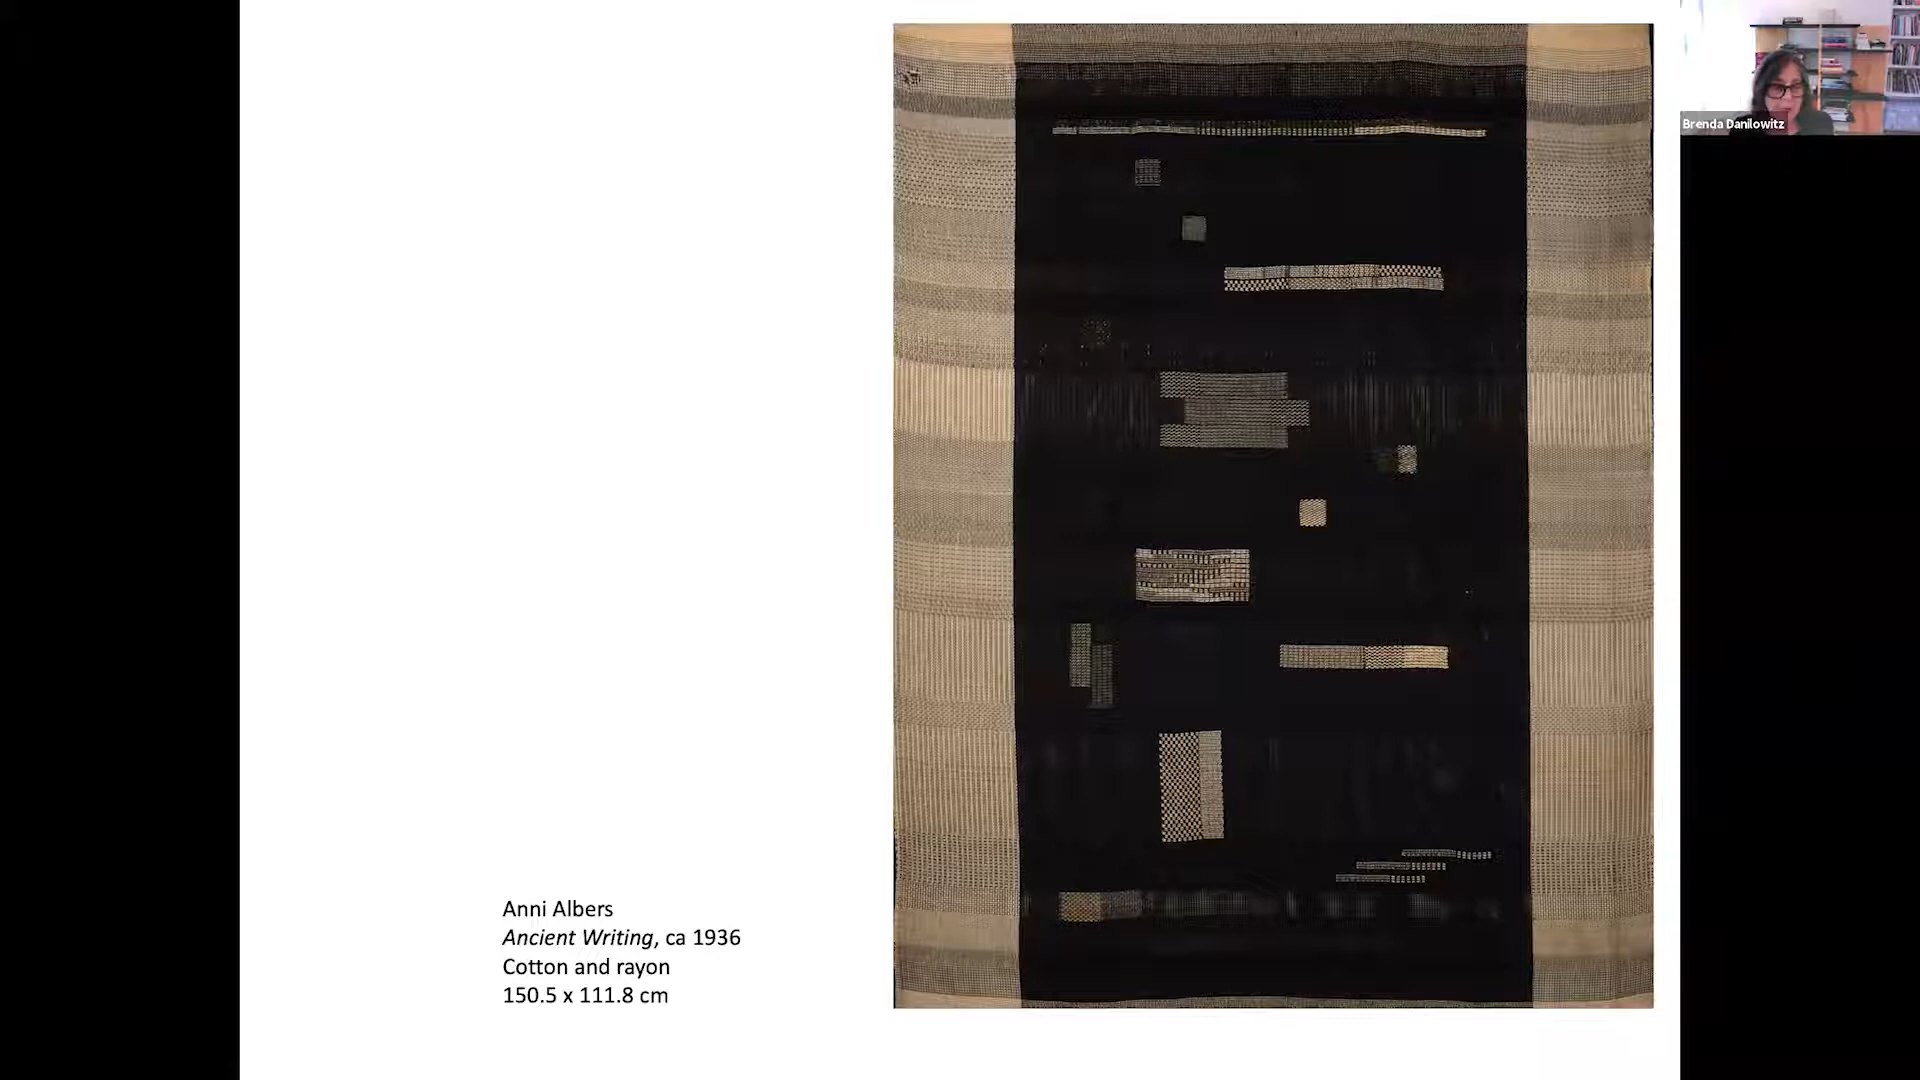 Brenda Danilowitz
Anni Albers
Ancient Writing, ca 1936
Cotton and rayon
150.5 x 111.8 cm